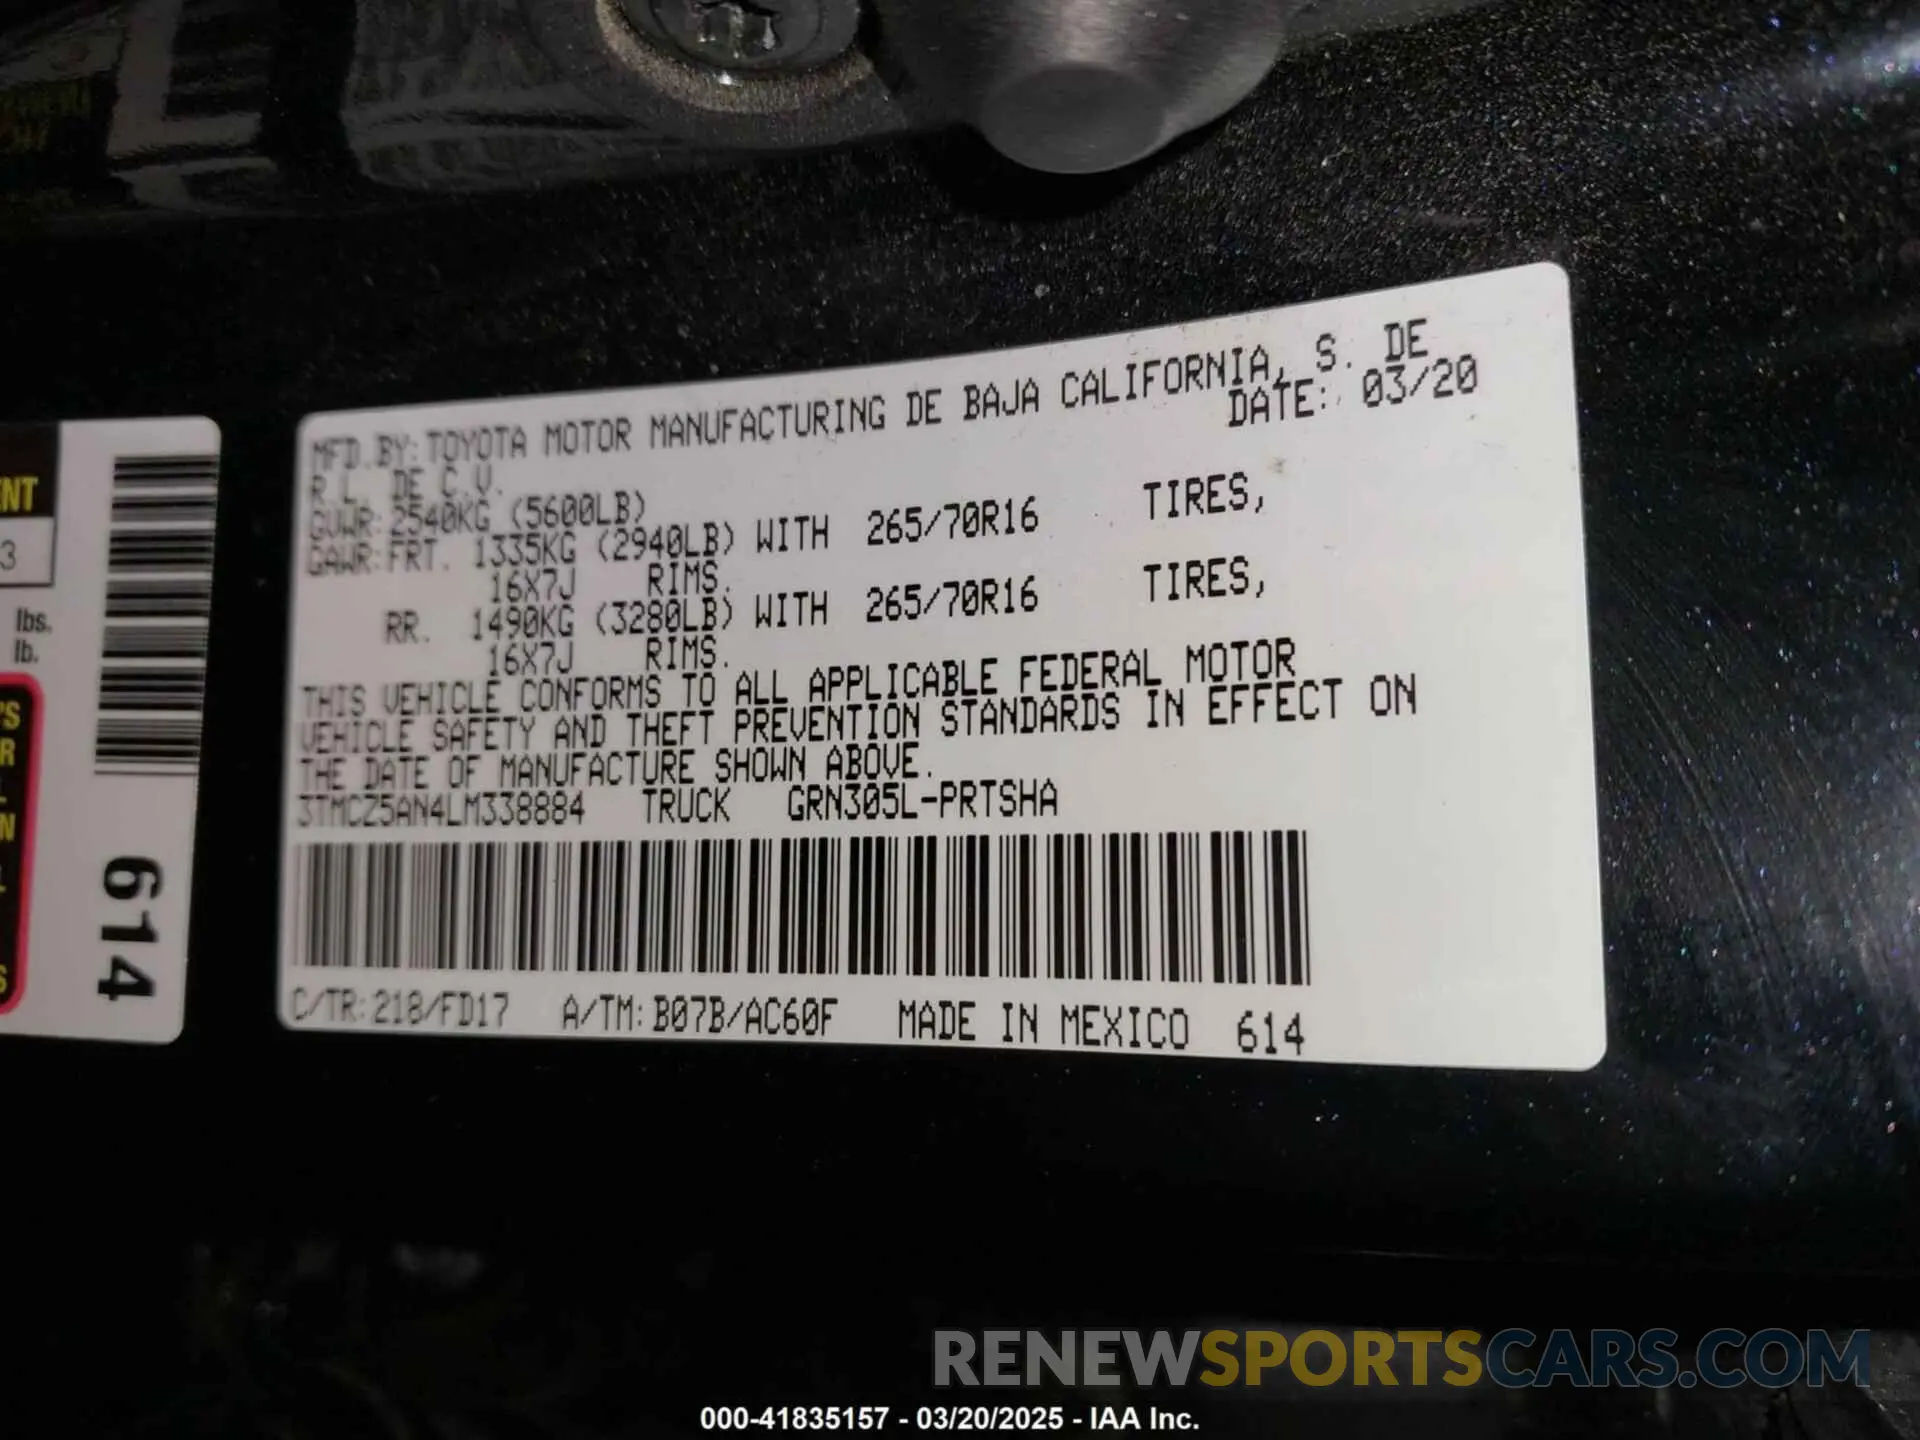 MFD.BY:TOYOTA MOTOR MANUFACTURING DE BAJA CALIFORNIA, S. DE
R.L. DE C.V. DATE: 03/20
GVWR:2540KG (5600LB)
GAWR:FRT. 1335KG (2940LB) WITH 265/70R16 TIRES,
16X7J RIMS.
RR. 1490KG (3280LB) WITH 265/70R16 TIRES,
16X7J RIMS.
THIS VEHICLE CONFORMS TO ALL APPLICABLE FEDERAL MOTOR
VEHICLE SAFETY AND THEFT PREVENTION STANDARDS IN EFFECT ON
THE DATE OF MANUFACTURE SHOWN ABOVE.
3TMCZ5AN4LM338884 TRUCK GRN305L-PRTSHA
C/TR:218/FD17 A/TM:B07B/AC60F MADE IN MEXICO 614
3
lbs.
lb.
614
RENEWSPORTSCARS.COM
000-41835157 - 03/20/2025 - IAA Inc.